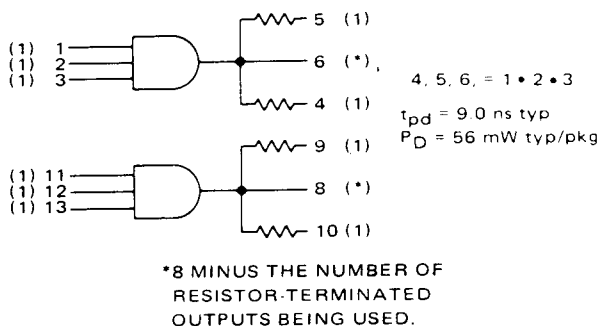 5 (1)
(1) 1
(1) 2
(1) 3
6 (*),
4 (1)
4, 5, 6, = 1 • 2 • 3
tpd = 9.0 ns typ
PD = 56 mW typ/pkg
9 (1)
(1) 11
(1) 12
(1) 13
8 (*)
10 (1)
*8 MINUS THE NUMBER OF
RESISTOR-TERMINATED
OUTPUTS BEING USED.